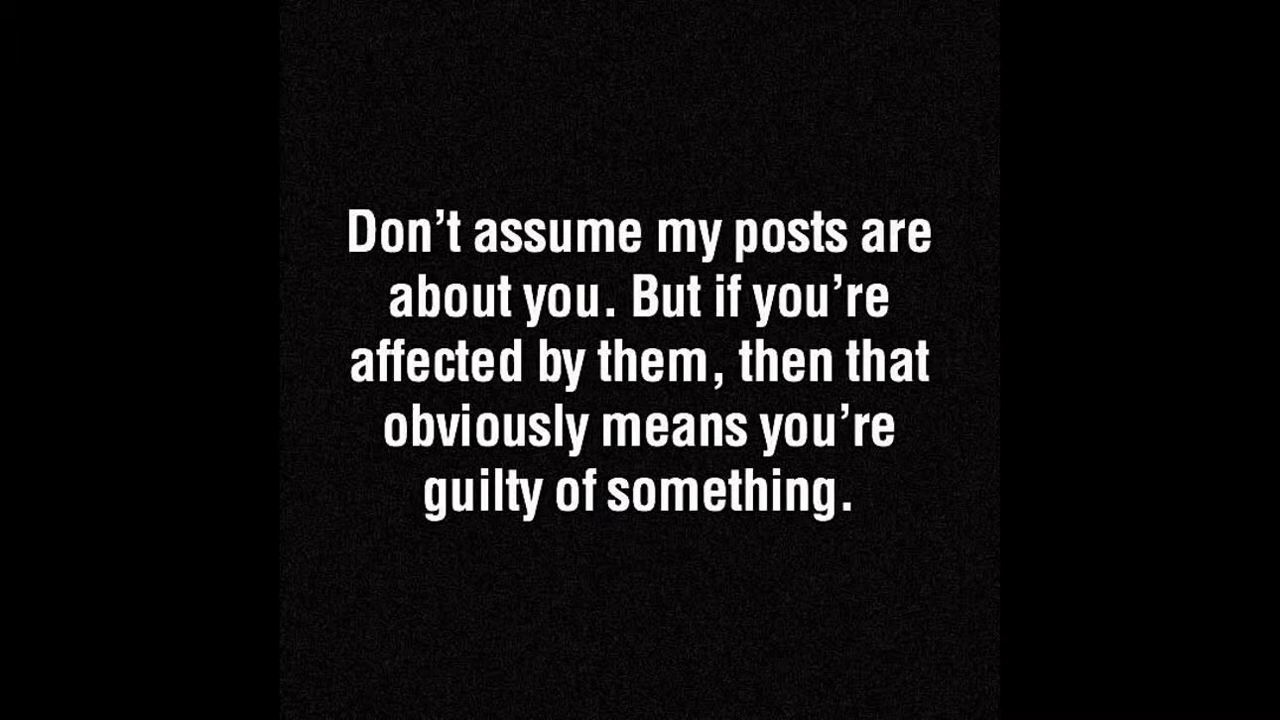 Don’t assume my posts are
about you. But if you’re
affected by them, then that
obviously means you’re
guilty of something.